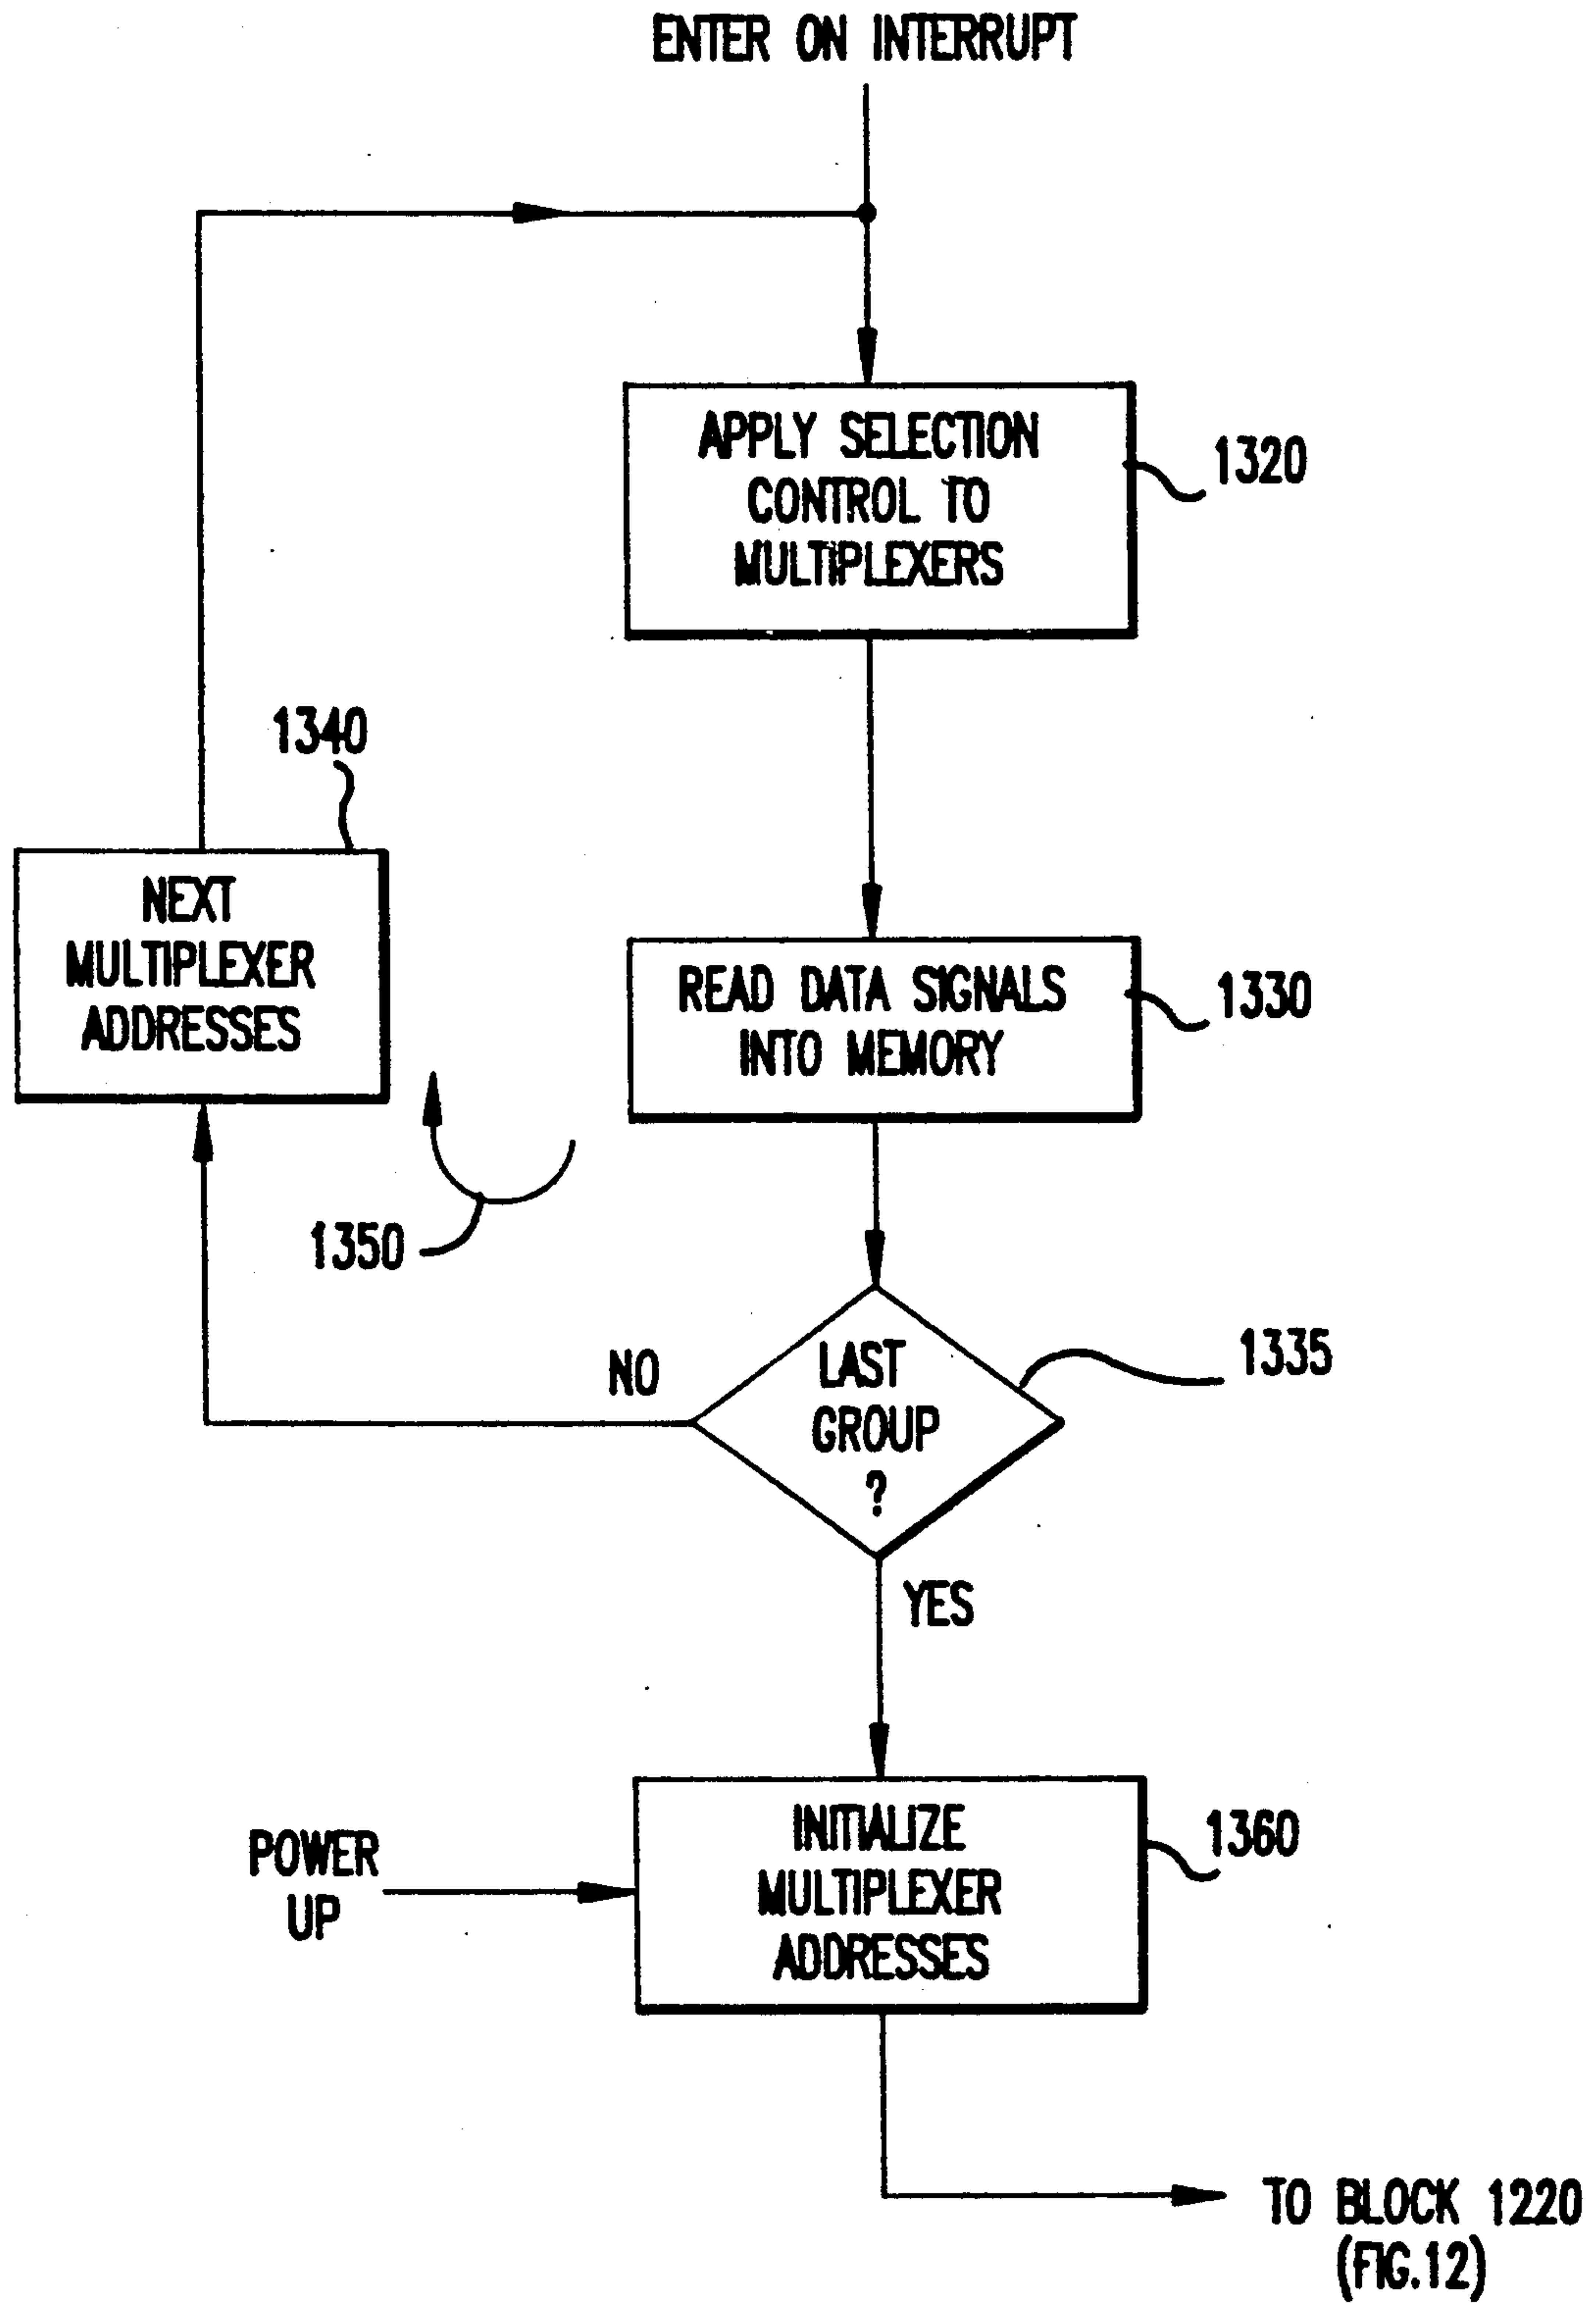 ENTER ON INTERRUPT
APPLY SELECTION
CONTROL TO
MULTIPLEXERS
1320
1340
NEXT
MULTIPLEXER
ADDRESSES
READ DATA SIGNALS
INTO MEMORY
1330
1350
NO
LAST
GROUP
?
1335
YES
POWER
UP
INITIALIZE
MULTIPLEXER
ADDRESSES
1360
TO BLOCK 1220
(FIG.12)